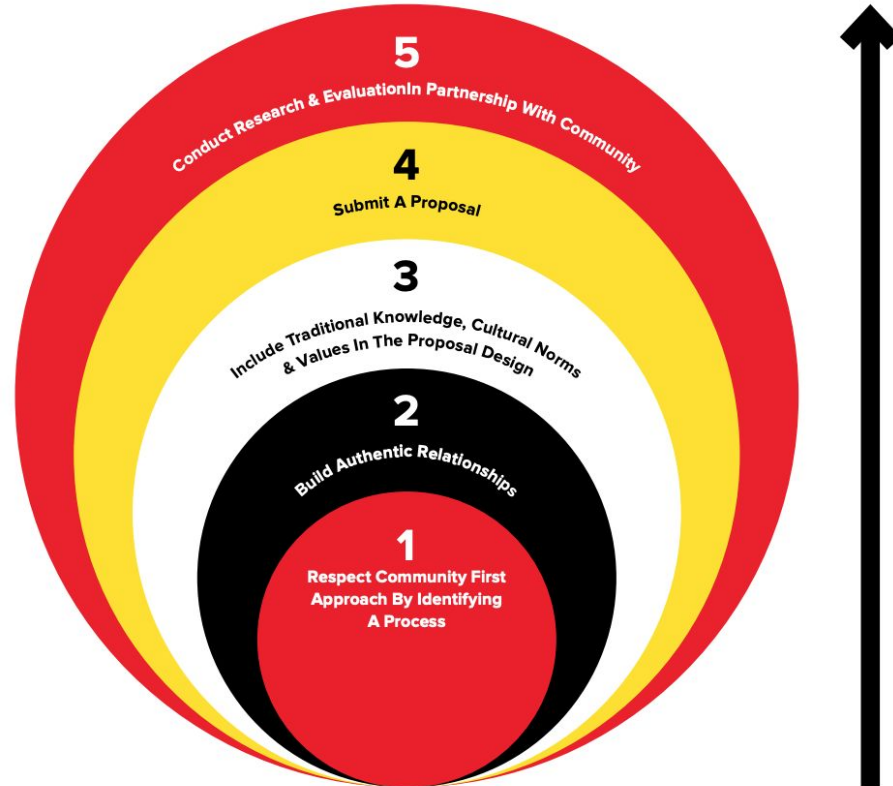 5
Conduct Research & EvaluationIn Partnership With Community
4
Submit A Proposal
3
Include Traditional Knowledge, Cultural Norms
& Values In The Proposal Design
2
Build Authentic Relationships
1
Respect Community First
Approach By Identifying
A Process